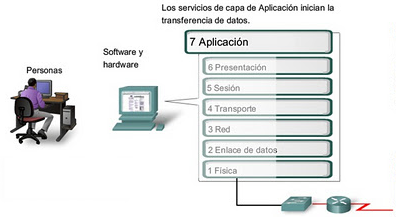 Los servicios de capa de Aplicación inician la
transferencia de datos.
7 Aplicación
Software y
hardware
Personas
6 Presentación
5 Sesión
4 Transporte
3 Red
2 Enlace de datos
1 Física